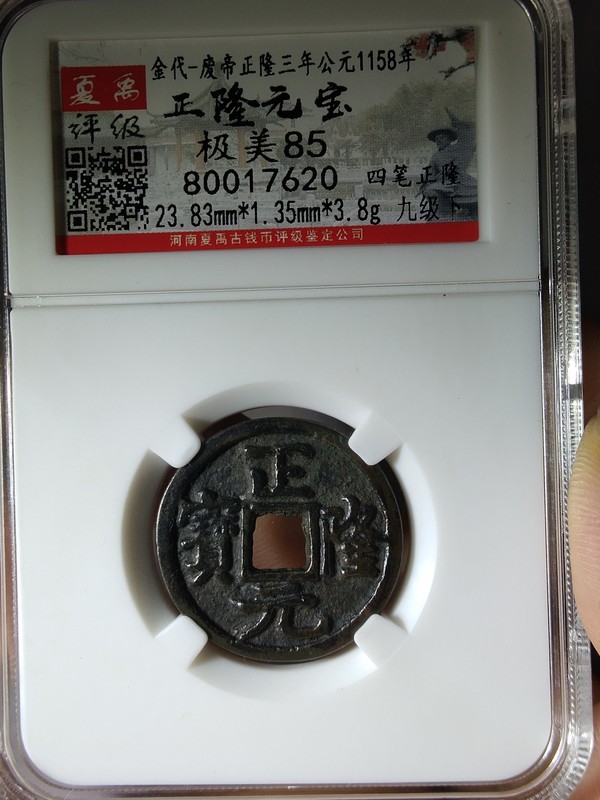 金代-废帝正隆三年公元1158年
夏禹
评级
正隆元宝
极美85
80017620
四笔正隆
23.83mm*1.35mm*3.8g 九级下
河南夏禹古钱币评级鉴定公司
正隆元寳